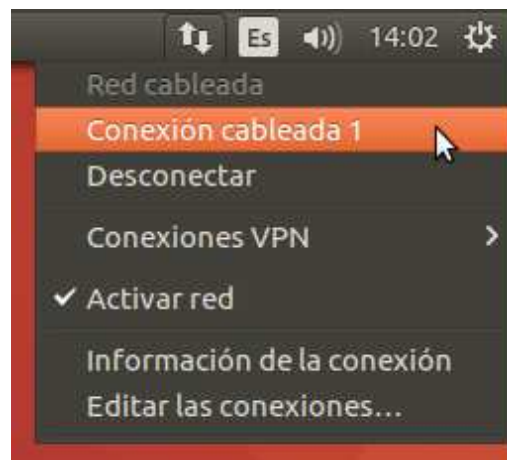 Es 14:02
Red cableada
Conexión cableada 1
Desconectar
Conexiones VPN
Activar red
Información de la conexión
Editar las conexiones...